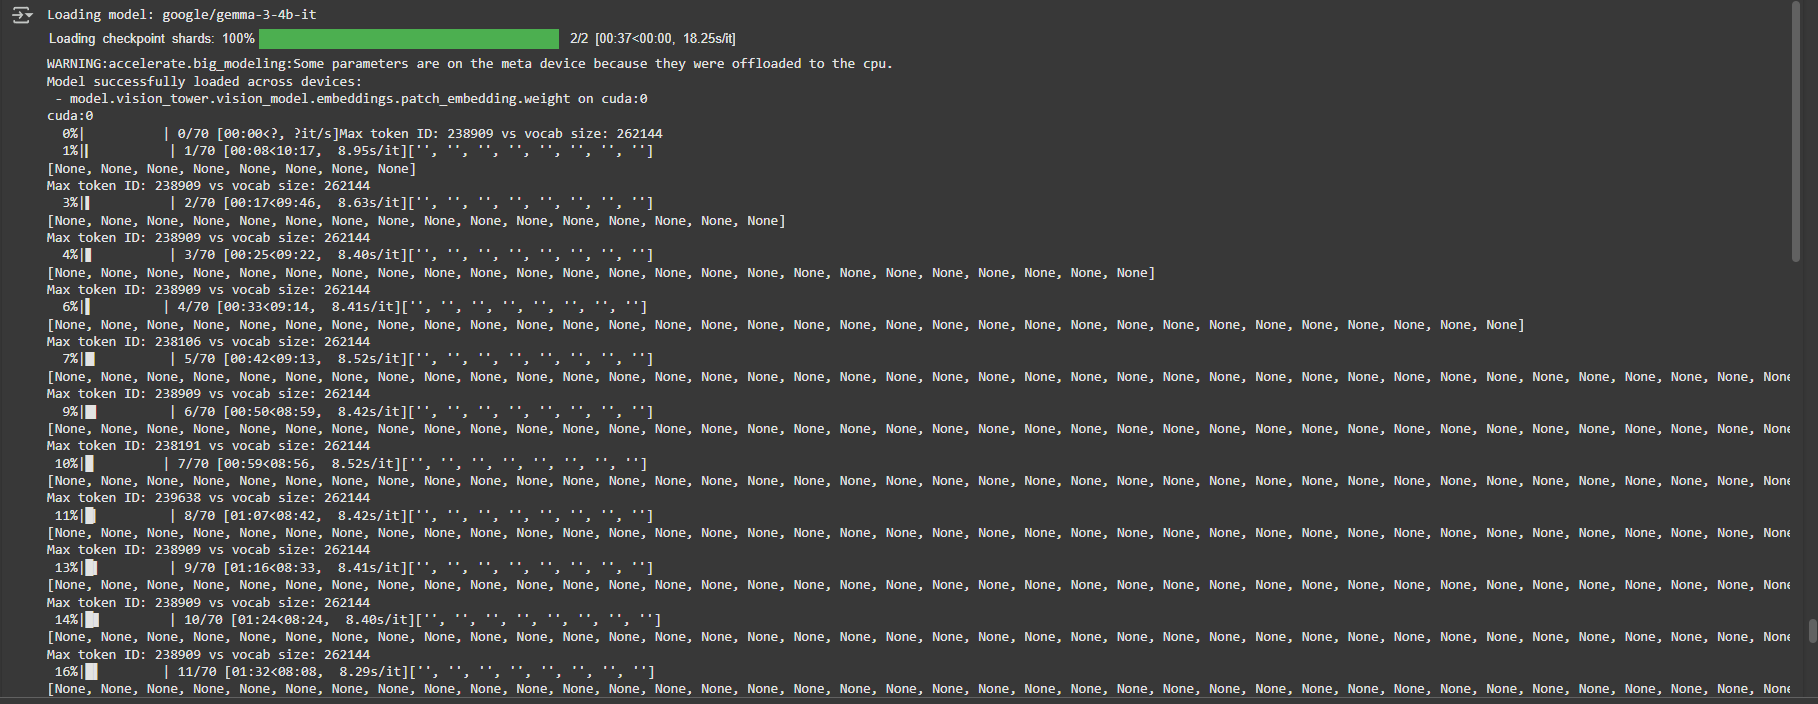 Loading model: google/gemma-3-4b-it
Loading checkpoint shards: 100% 2/2 [00:37<00:00, 18.25s/it]
WARNING:accelerate.big_modeling:Some parameters are on the meta device because they were offloaded to the cpu.
Model successfully loaded across devices:
- model.vision_tower.vision_model.embeddings.patch_embedding.weight on cuda:0
cuda:0
0%| | 0/70 [00:00<?, ?it/s]Max token ID: 238909 vs vocab size: 262144
1%| | 1/70 [00:08<10:17, 8.95s/it]['', '', '', '', '', '', '', '']
[None, None, None, None, None, None, None, None]
Max token ID: 238909 vs vocab size: 262144
3%| | 2/70 [00:17<09:46, 8.63s/it]['', '', '', '', '', '', '', '']
[None, None, None, None, None, None, None, None, None, None, None, None, None, None, None, None]
Max token ID: 238909 vs vocab size: 262144
4%| | 3/70 [00:25<09:22, 8.40s/it]['', '', '', '', '', '', '', '']
[None, None, None, None, None, None, None, None, None, None, None, None, None, None, None, None, None, None, None, None, None, None, None, None]
Max token ID: 238909 vs vocab size: 262144
6%| | 4/70 [00:33<09:14, 8.41s/it]['', '', '', '', '', '', '', '']
[None, None, None, None, None, None, None, None, None, None, None, None, None, None, None, None, None, None, None, None, None, None, None, None, None, None, None, None, None, None, None, None]
Max token ID: 238106 vs vocab size: 262144
7%| | 5/70 [00:42<09:13, 8.52s/it]['', '', '', '', '', '', '', '']
[None, None, None, None, None, None, None, None, None, None, None, None, None, None, None, None, None, None, None, None, None, None, None, None, None, None, None, None, None, None, None, None, None, None, None, None, None, None
Max token ID: 238909 vs vocab size: 262144
9%| | 6/70 [00:50<08:59, 8.42s/it]['', '', '', '', '', '', '', '']
[None, None, None, None, None, None, None, None, None, None, None, None, None, None, None, None, None, None, None, None, None, None, None, None, None, None, None, None, None, None, None, None, None, None, None, None, None, None
Max token ID: 238191 vs vocab size: 262144
10%| | 7/70 [00:59<08:56, 8.52s/it]['', '', '', '', '', '', '', '']
[None, None, None, None, None, None, None, None, None, None, None, None, None, None, None, None, None, None, None, None, None, None, None, None, None, None, None, None, None, None, None, None, None, None, None, None, None, None
Max token ID: 239638 vs vocab size: 262144
11%| | 8/70 [01:07<08:42, 8.42s/it]['', '', '', '', '', '', '', '']
[None, None, None, None, None, None, None, None, None, None, None, None, None, None, None, None, None, None, None, None, None, None, None, None, None, None, None, None, None, None, None, None, None, None, None, None, None, None
Max token ID: 238909 vs vocab size: 262144
13%| | 9/70 [01:16<08:33, 8.41s/it]['', '', '', '', '', '', '', '']
[None, None, None, None, None, None, None, None, None, None, None, None, None, None, None, None, None, None, None, None, None, None, None, None, None, None, None, None, None, None, None, None, None, None, None, None, None, None
Max token ID: 238909 vs vocab size: 262144
14%| | 10/70 [01:24<08:24, 8.40s/it]['', '', '', '', '', '', '', '']
[None, None, None, None, None, None, None, None, None, None, None, None, None, None, None, None, None, None, None, None, None, None, None, None, None, None, None, None, None, None, None, None, None, None, None, None, None, None
Max token ID: 238909 vs vocab size: 262144
16%| | 11/70 [01:32<08:08, 8.29s/it]['', '', '', '', '', '', '', '']
[None, None, None, None, None, None, None, None, None, None, None, None, None, None, None, None, None, None, None, None, None, None, None, None, None, None, None, None, None, None, None, None, None, None, None, None, None, None